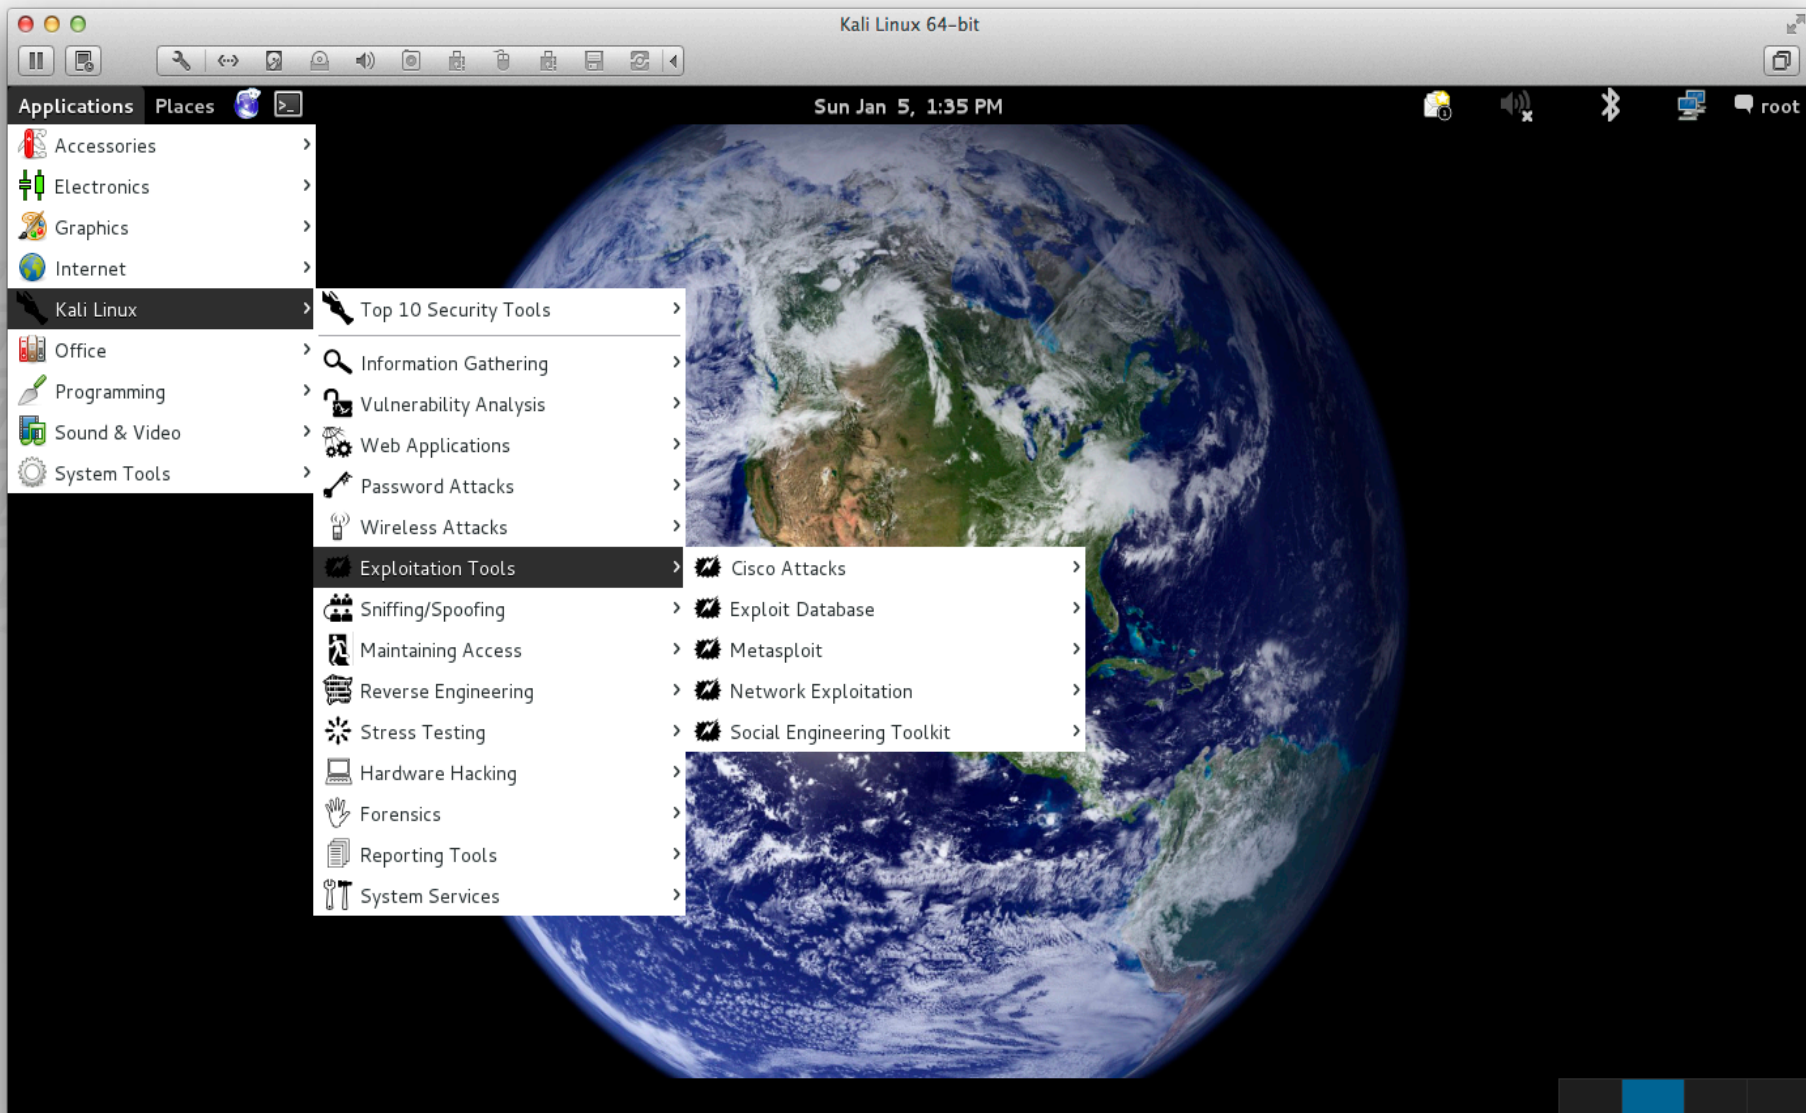 Kali Linux 64-bit
Applications Places Sun Jan 5, 1:35 PM root
Accessories
Electronics
Graphics
Internet
Kali Linux
Office
Programming
Sound & Video
System Tools
Top 10 Security Tools
Information Gathering
Vulnerability Analysis
Web Applications
Password Attacks
Wireless Attacks
Exploitation Tools
Sniffing/Spoofing
Maintaining Access
Reverse Engineering
Stress Testing
Hardware Hacking
Forensics
Reporting Tools
System Services
Cisco Attacks
Exploit Database
Metasploit
Network Exploitation
Social Engineering Toolkit